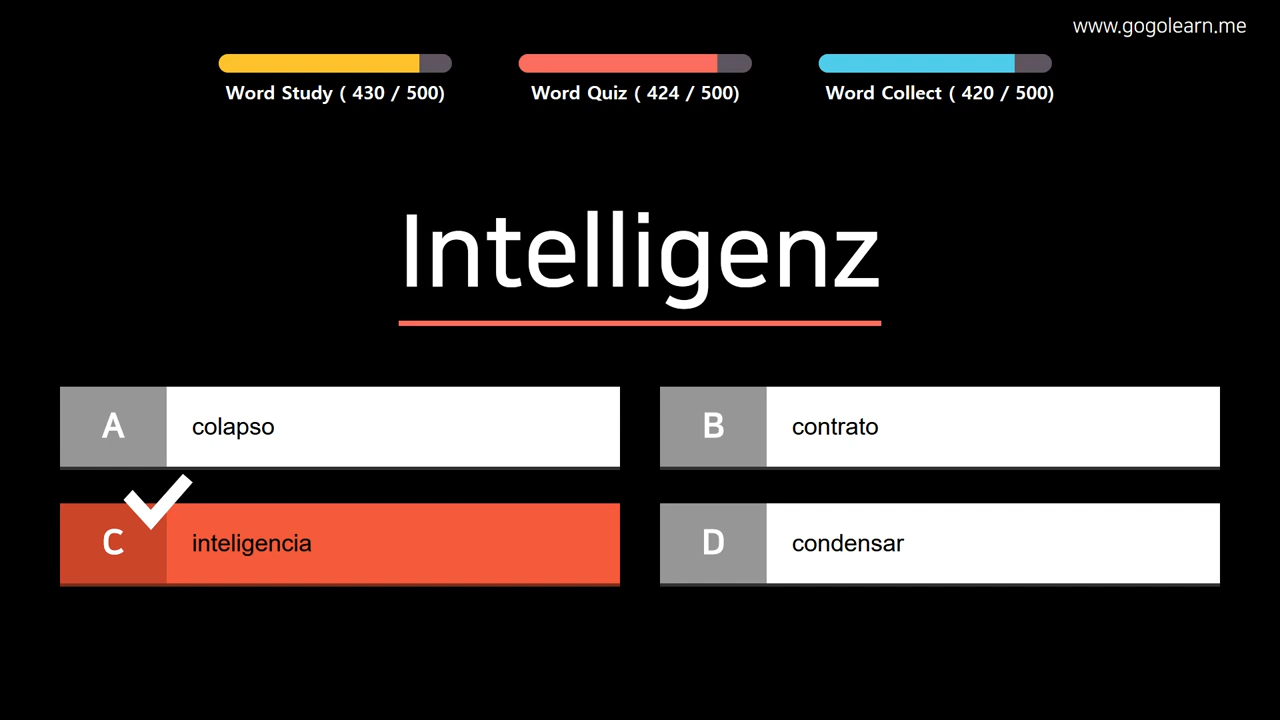 www.gogolearn.me
Word Study ( 430 / 500)
Word Quiz ( 424 / 500)
Word Collect ( 420 / 500)
Intelligenz
A colapso
B contrato
C inteligencia
D condensar